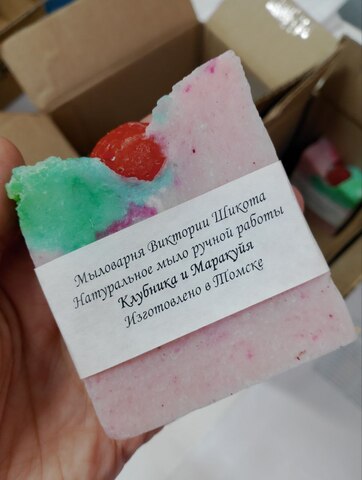 Мыловарня Виктории Шикота
Натуральное мыло ручной работы
Клубника и Маракуйя
Изготовлено в Томске